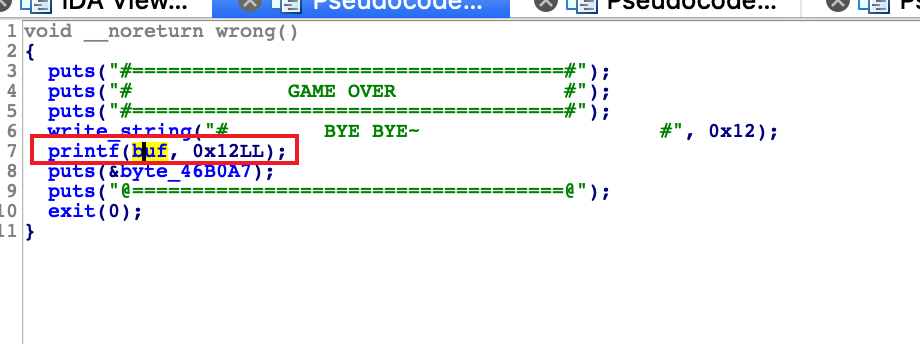 IDA View... Pseudocode... Pseudocode...
1 void __noreturn wrong()
2 {
3 puts("#====================================#");
4 puts("# GAME OVER #");
5 puts("#====================================#");
6 write_string("# BYE BYE~ #", 0x12);
7 printf(buf, 0x12LL);
8 puts(&byte_46B0A7);
9 puts("@====================================@");
10 exit(0);
11 }